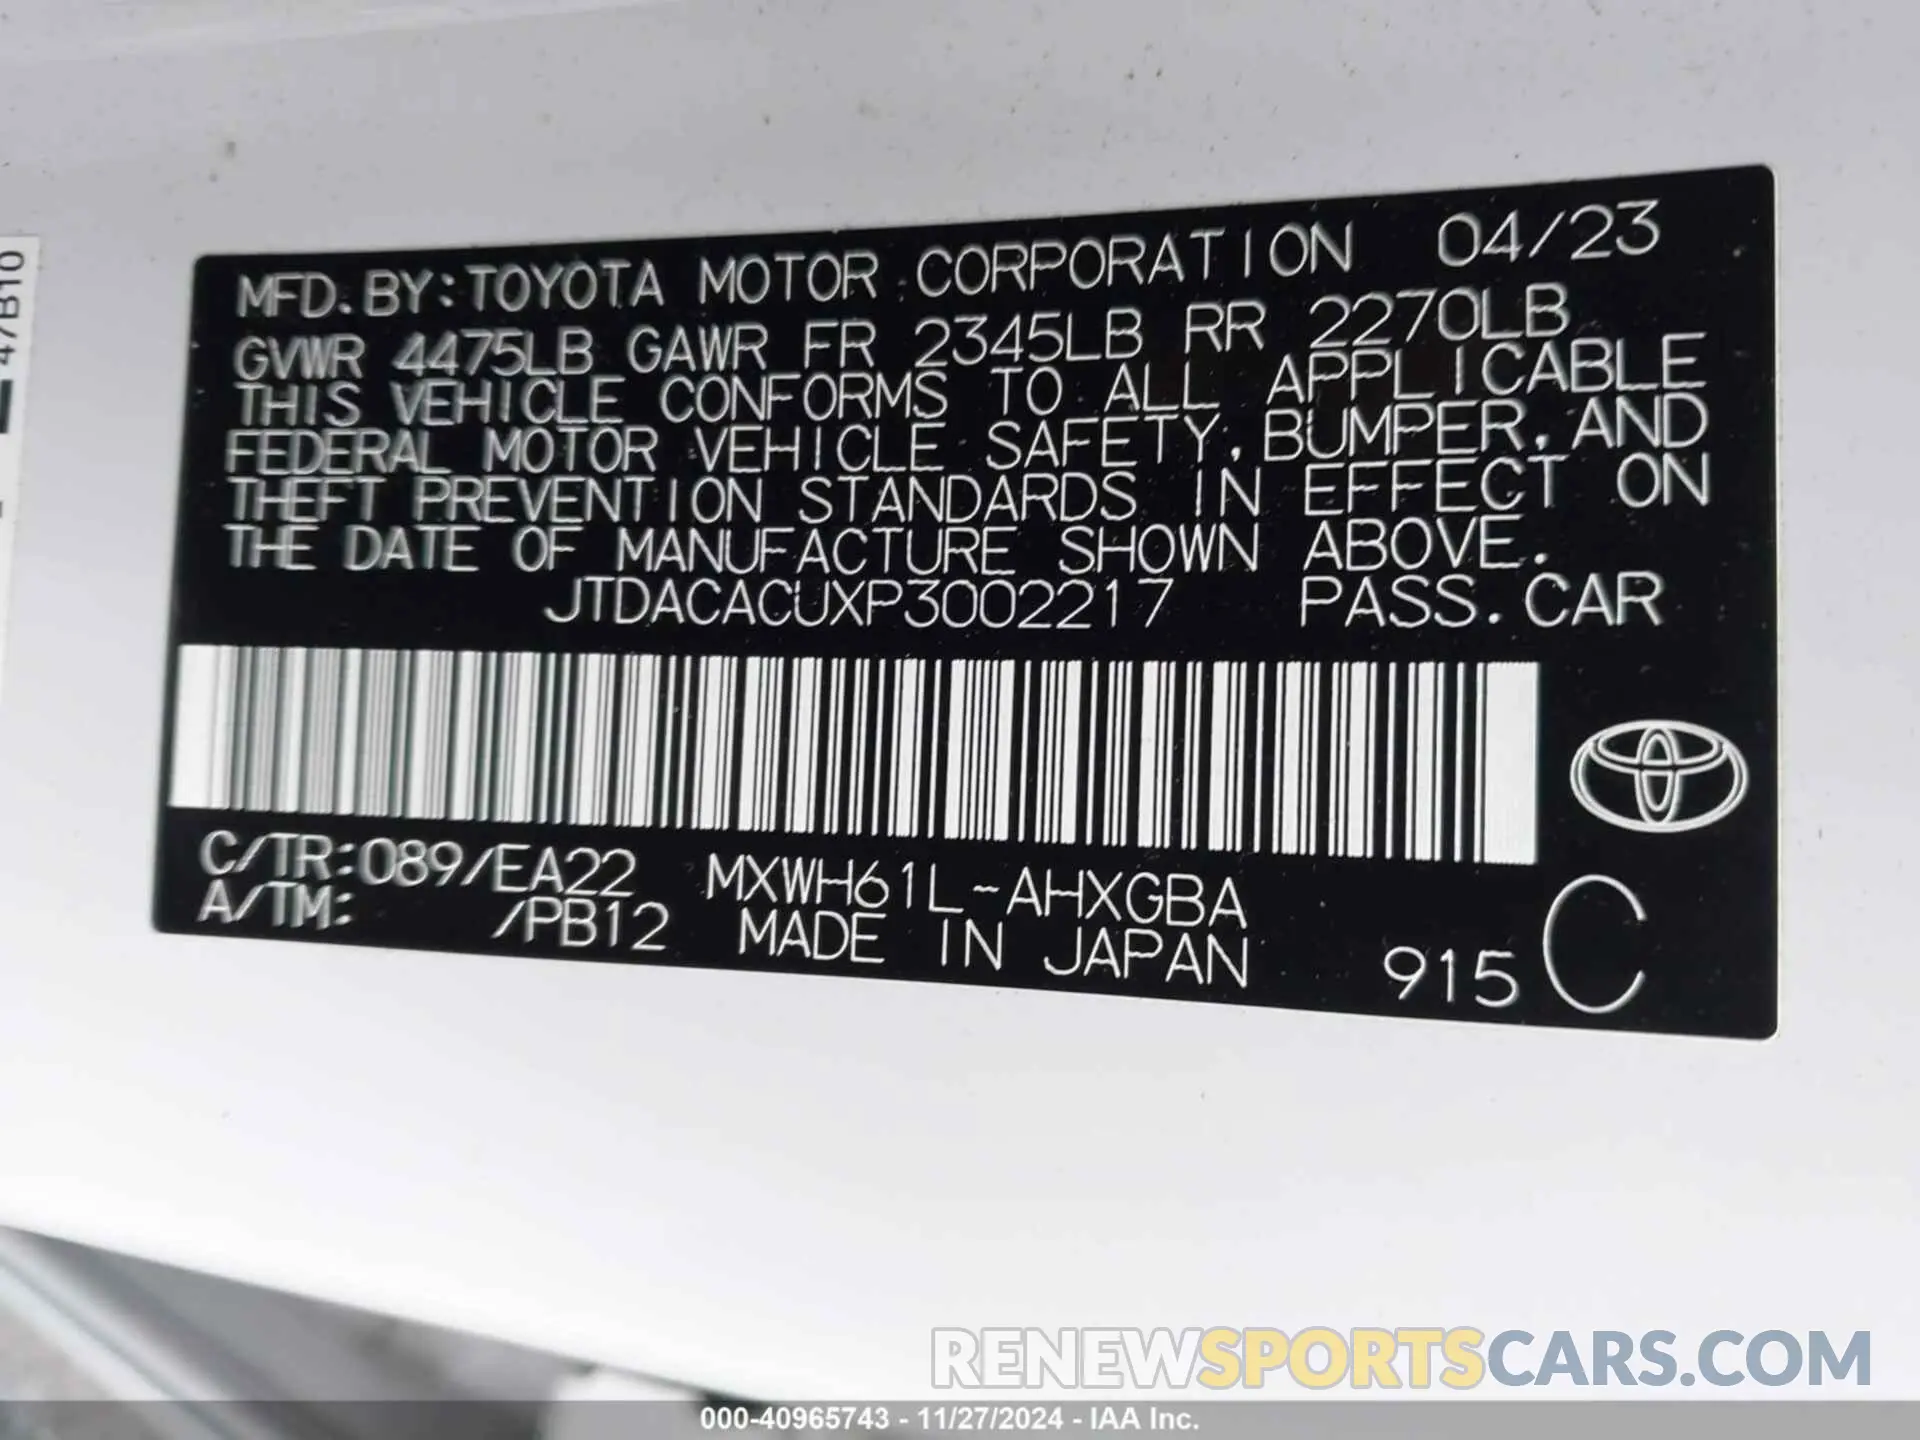 47B10
MFD. BY: TOYOTA MOTOR CORPORATION 04/23
GVWR 4475LB GAWR FR 2345LB RR 2270LB
THIS VEHICLE CONFORMS TO ALL APPLICABLE
FEDERAL MOTOR VEHICLE SAFETY, BUMPER, AND
THEFT PREVENTION STANDARDS IN EFFECT ON
THE DATE OF MANUFACTURE SHOWN ABOVE.
JTDACACUXP3002217 PASS. CAR
C/TR:089/EA22 MXWH61L-AHXGBA
A/TM: /PB12 MADE IN JAPAN 915 C
RENEWSPORTSCARS.COM
000-40965743 - 11/27/2024 - IAA Inc.